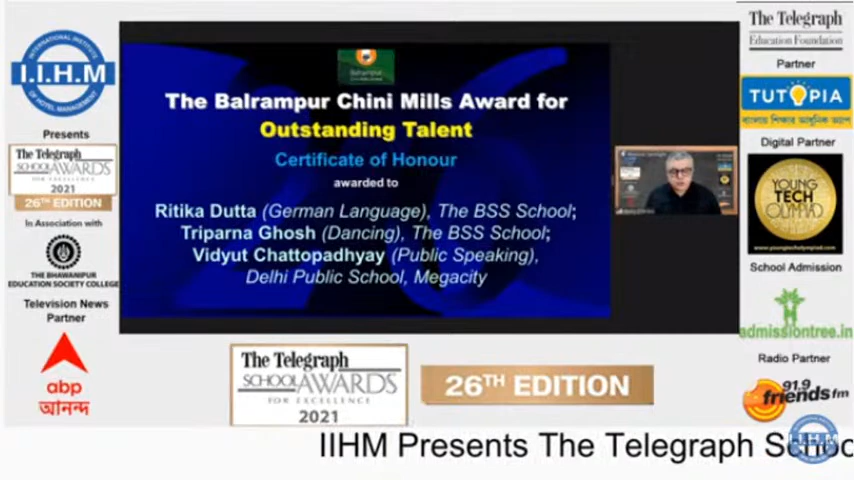 INTERNATIONAL INSTITUTE
I.I.H.M
OF HOTEL MANAGEMENT
Presents
The Telegraph
SCHOOL AWARDS
FOR EXCELLENCE
2021
26TH EDITION
In Association with
THE BHAWANIPUR
EDUCATION SOCIETY COLLEGE
Television News
Partner
abp
আনন্দ
Balrampur
The Balrampur Chini Mills Award for
Outstanding Talent
Certificate of Honour
awarded to
Ritika Dutta (German Language), The BSS School;
Triparna Ghosh (Dancing), The BSS School;
Vidyut Chattopadhyay (Public Speaking),
Delhi Public School, Megacity
The Telegraph
Education Foundation
Partner
TUTOPIA
বাংলায় শিক্ষার আধুনিক অ্যাপ
Digital Partner
YOUNG
TECH
OLYMPIAD
www.youngtecholympiad.com
School Admission
admissiontree.in
Radio Partner
91.9
friends fm
The Telegraph
SCHOOL AWARDS
FOR EXCELLENCE
2021
26TH EDITION
IIHM Presents The Telegraph Schoo
I.I.H.M